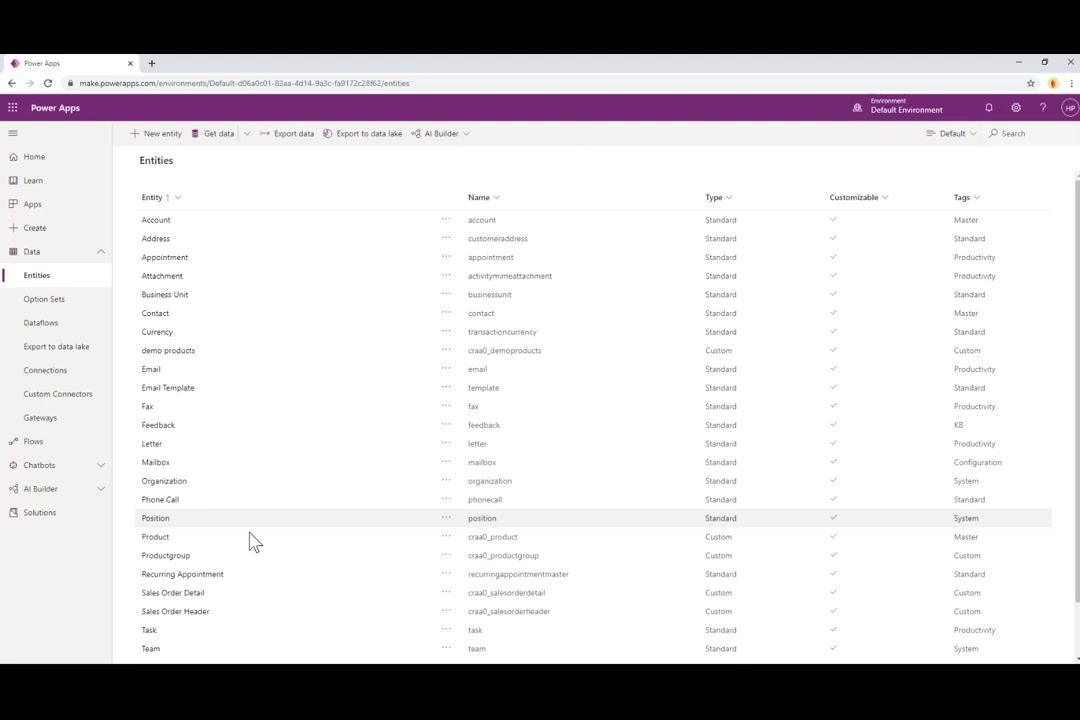 Power Apps
make.powerapps.com/environments/Default-d06a0c01-83aa-4d14-9a3c-fa9172c28f62/entities
Power Apps Environment Default Environment ? HP
New entity Get data Export data Export to data lake AI Builder Default Search
Home
Learn
Apps
Create
Data
Entities
Option Sets
Dataflows
Export to data lake
Connections
Custom Connectors
Gateways
Flows
Chatbots
AI Builder
Solutions
Entities
Entity Name Type Customizable Tags
Account account Standard Master
Address customeraddress Standard Standard
Appointment appointment Standard Productivity
Attachment activitymimeattachment Standard Productivity
Business Unit businessunit Standard Standard
Contact contact Standard Master
Currency transactioncurrency Standard Standard
demo products craa0_demoproducts Custom Custom
Email email Standard Productivity
Email Template template Standard Standard
Fax fax Standard Productivity
Feedback feedback Standard KB
Letter letter Standard Productivity
Mailbox mailbox Standard Configuration
Organization organization Standard System
Phone Call phonecall Standard Standard
Position position Standard System
Product craa0_product Custom Master
Productgroup craa0_productgroup Custom Custom
Recurring Appointment recurringappointmentmaster Standard Standard
Sales Order Detail craa0_salesorderdetail Custom Custom
Sales Order Header craa0_salesorderheader Custom Custom
Task task Standard Productivity
Team team Standard System